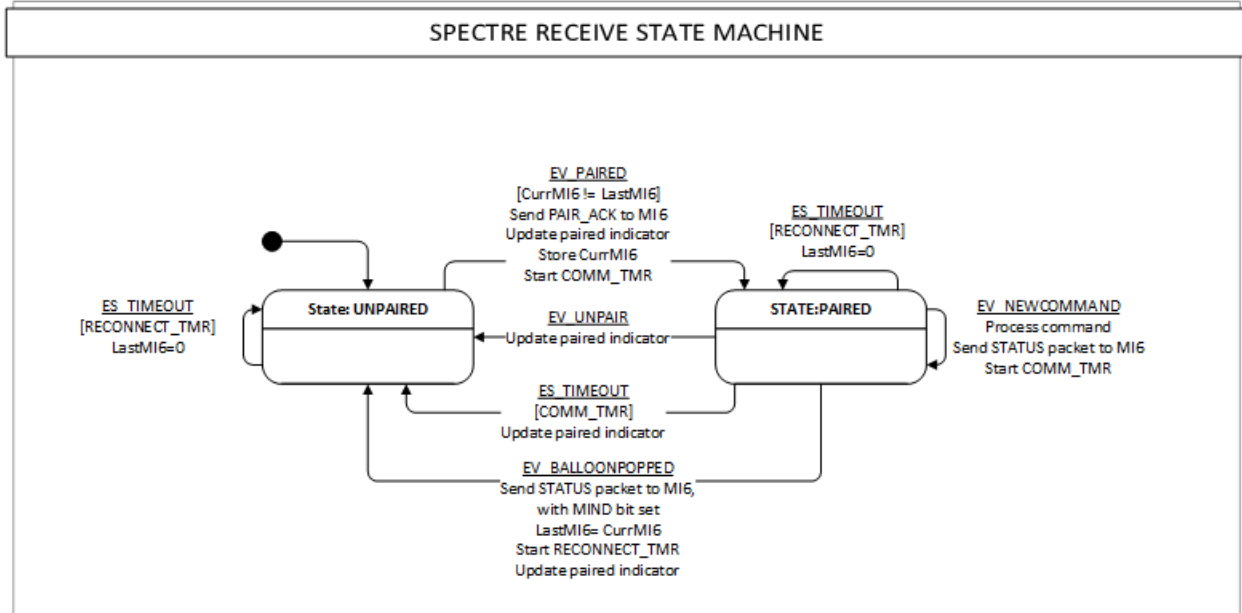 SPECTRE RECEIVE STATE MACHINE
EV_PAIRED
[CurrMI6 != LastMI6]
Send PAIR_ACK to MI6
Update paired indicator
Store CurrMI6
Start COMM_TMR
ES_TIMEOUT
[RECONNECT_TMR]
LastMI6=0
ES_TIMEOUT
[RECONNECT_TMR]
LastMI6=0
State: UNPAIRED
STATE:PAIRED
EV_NEWCOMMAND
Process command
Send STATUS packet to MI6
Start COMM_TMR
EV_UNPAIR
Update paired indicator
ES_TIMEOUT
[COMM_TMR]
Update paired indicator
EV_BALLOONPOPPED
Send STATUS packet to MI6,
with MIND bit set
LastMI6= CurrMI6
Start RECONNECT_TMR
Update paired indicator